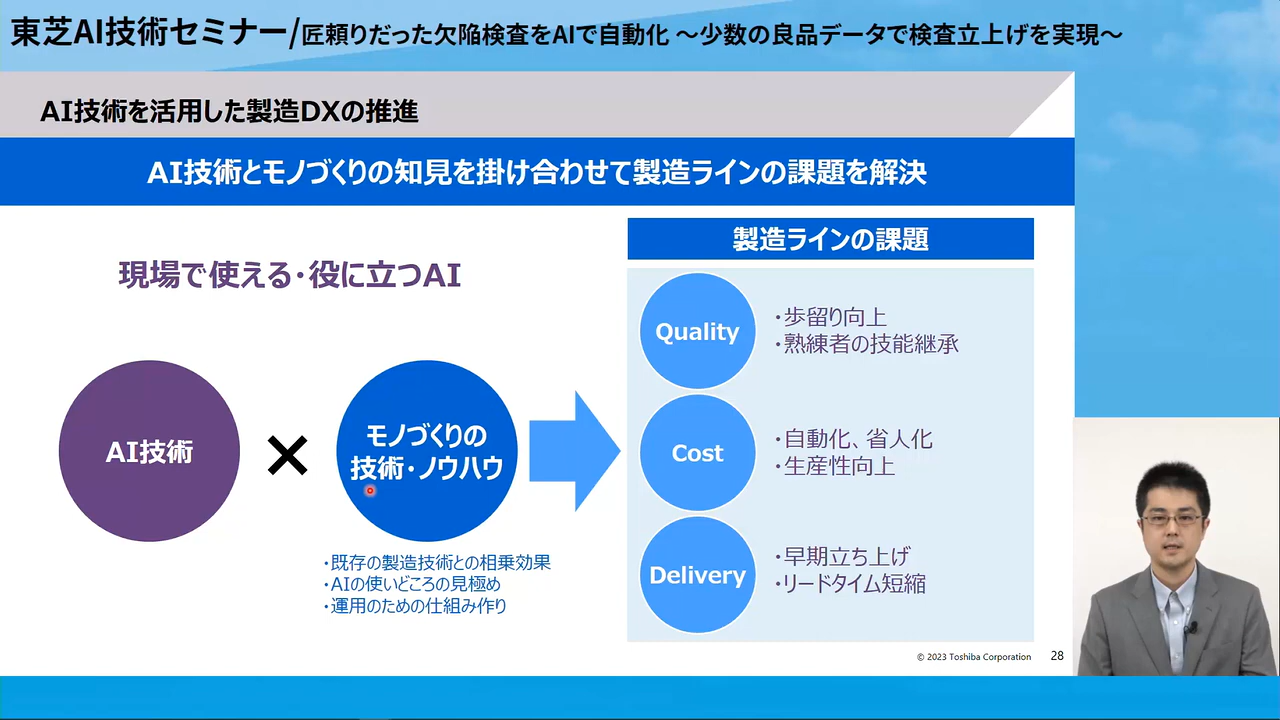 東芝AI技術セミナー/匠頼りだった欠陥検査をAIで自動化 ～少数の良品データで検査立上げを実現～
AI技術を活用した製造DXの推進
AI技術とモノづくりの知見を掛け合わせて製造ラインの課題を解決
現場で使える・役に立つAI
AI技術
×
モノづくりの
技術・ノウハウ
・既存の製造技術との相乗効果
・AIの使いどころの見極め
・運用のための仕組み作り
製造ラインの課題
Quality
・歩留り向上
・熟練者の技能継承
Cost
・自動化、省人化
・生産性向上
Delivery
・早期立ち上げ
・リードタイム短縮
© 2023 Toshiba Corporation 28